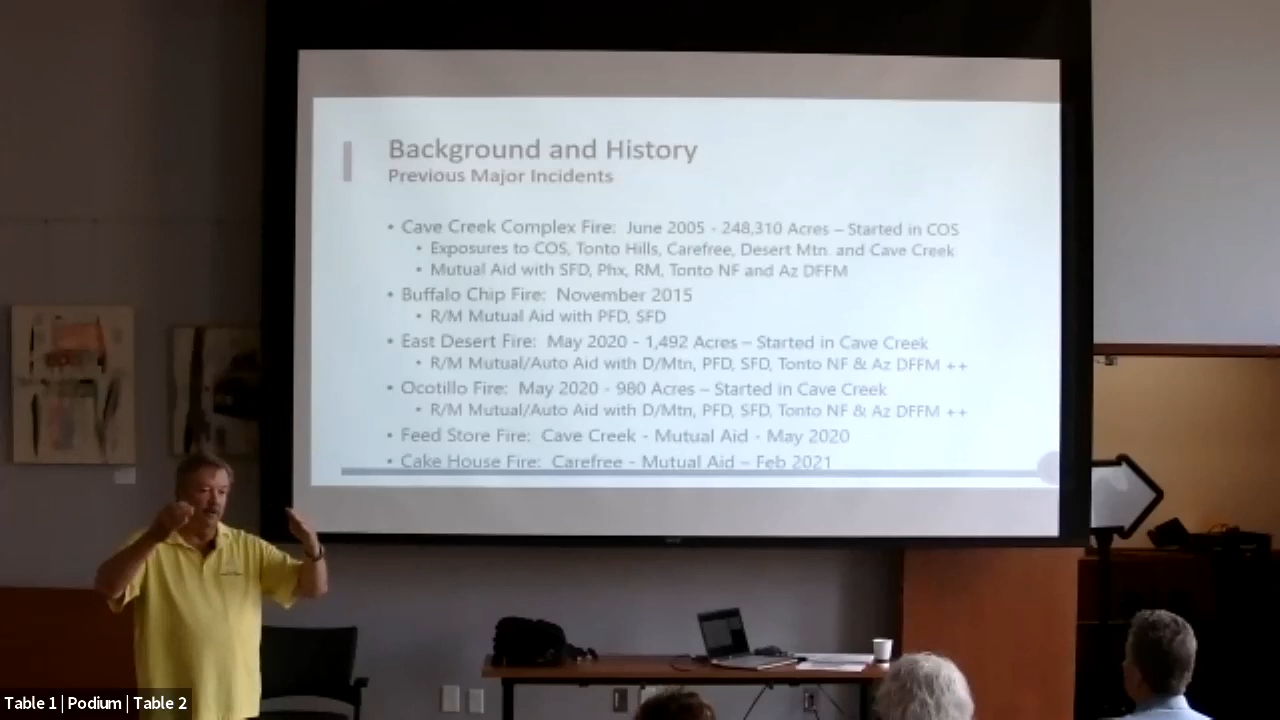 Background and History
Previous Major Incidents
• Cave Creek Complex Fire: June 2005 - 248,310 Acres – Started in COS
• Exposures to COS, Tonto Hills, Carefree, Desert Mtn. and Cave Creek
• Mutual Aid with SFD, Phx, RM, Tonto NF and Az DFFM
• Buffalo Chip Fire: November 2015
• R/M Mutual Aid with PFD, SFD
• East Desert Fire: May 2020 - 1,492 Acres – Started in Cave Creek
• R/M Mutual/Auto Aid with D/Mtn, PFD, SFD, Tonto NF & Az DFFM ++
• Ocotillo Fire: May 2020 - 980 Acres – Started in Cave Creek
• R/M Mutual/Auto Aid with D/Mtn, PFD, SFD, Tonto NF & Az DFFM ++
• Feed Store Fire: Cave Creek - Mutual Aid - May 2020
• Cake House Fire: Carefree - Mutual Aid – Feb 2021
Table 1 | Podium | Table 2